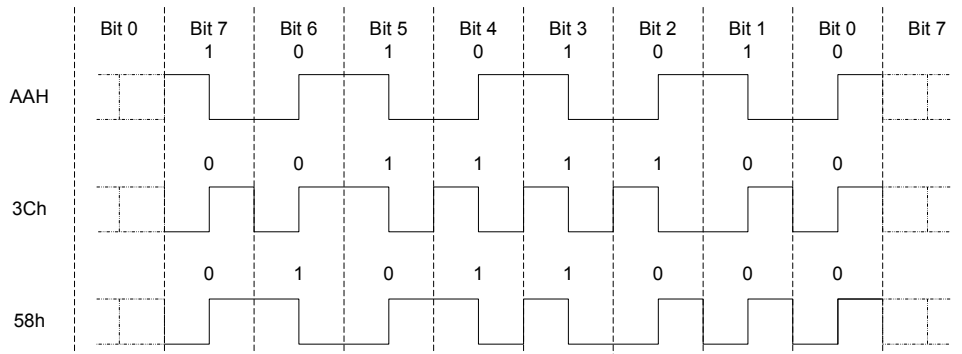 Bit 0 Bit 7 Bit 6 Bit 5 Bit 4 Bit 3 Bit 2 Bit 1 Bit 0 Bit 7
1 0 1 0 1 0 1 0
AAH
0 0 1 1 1 1 0 0
3Ch
0 1 0 1 1 0 0 0
58h